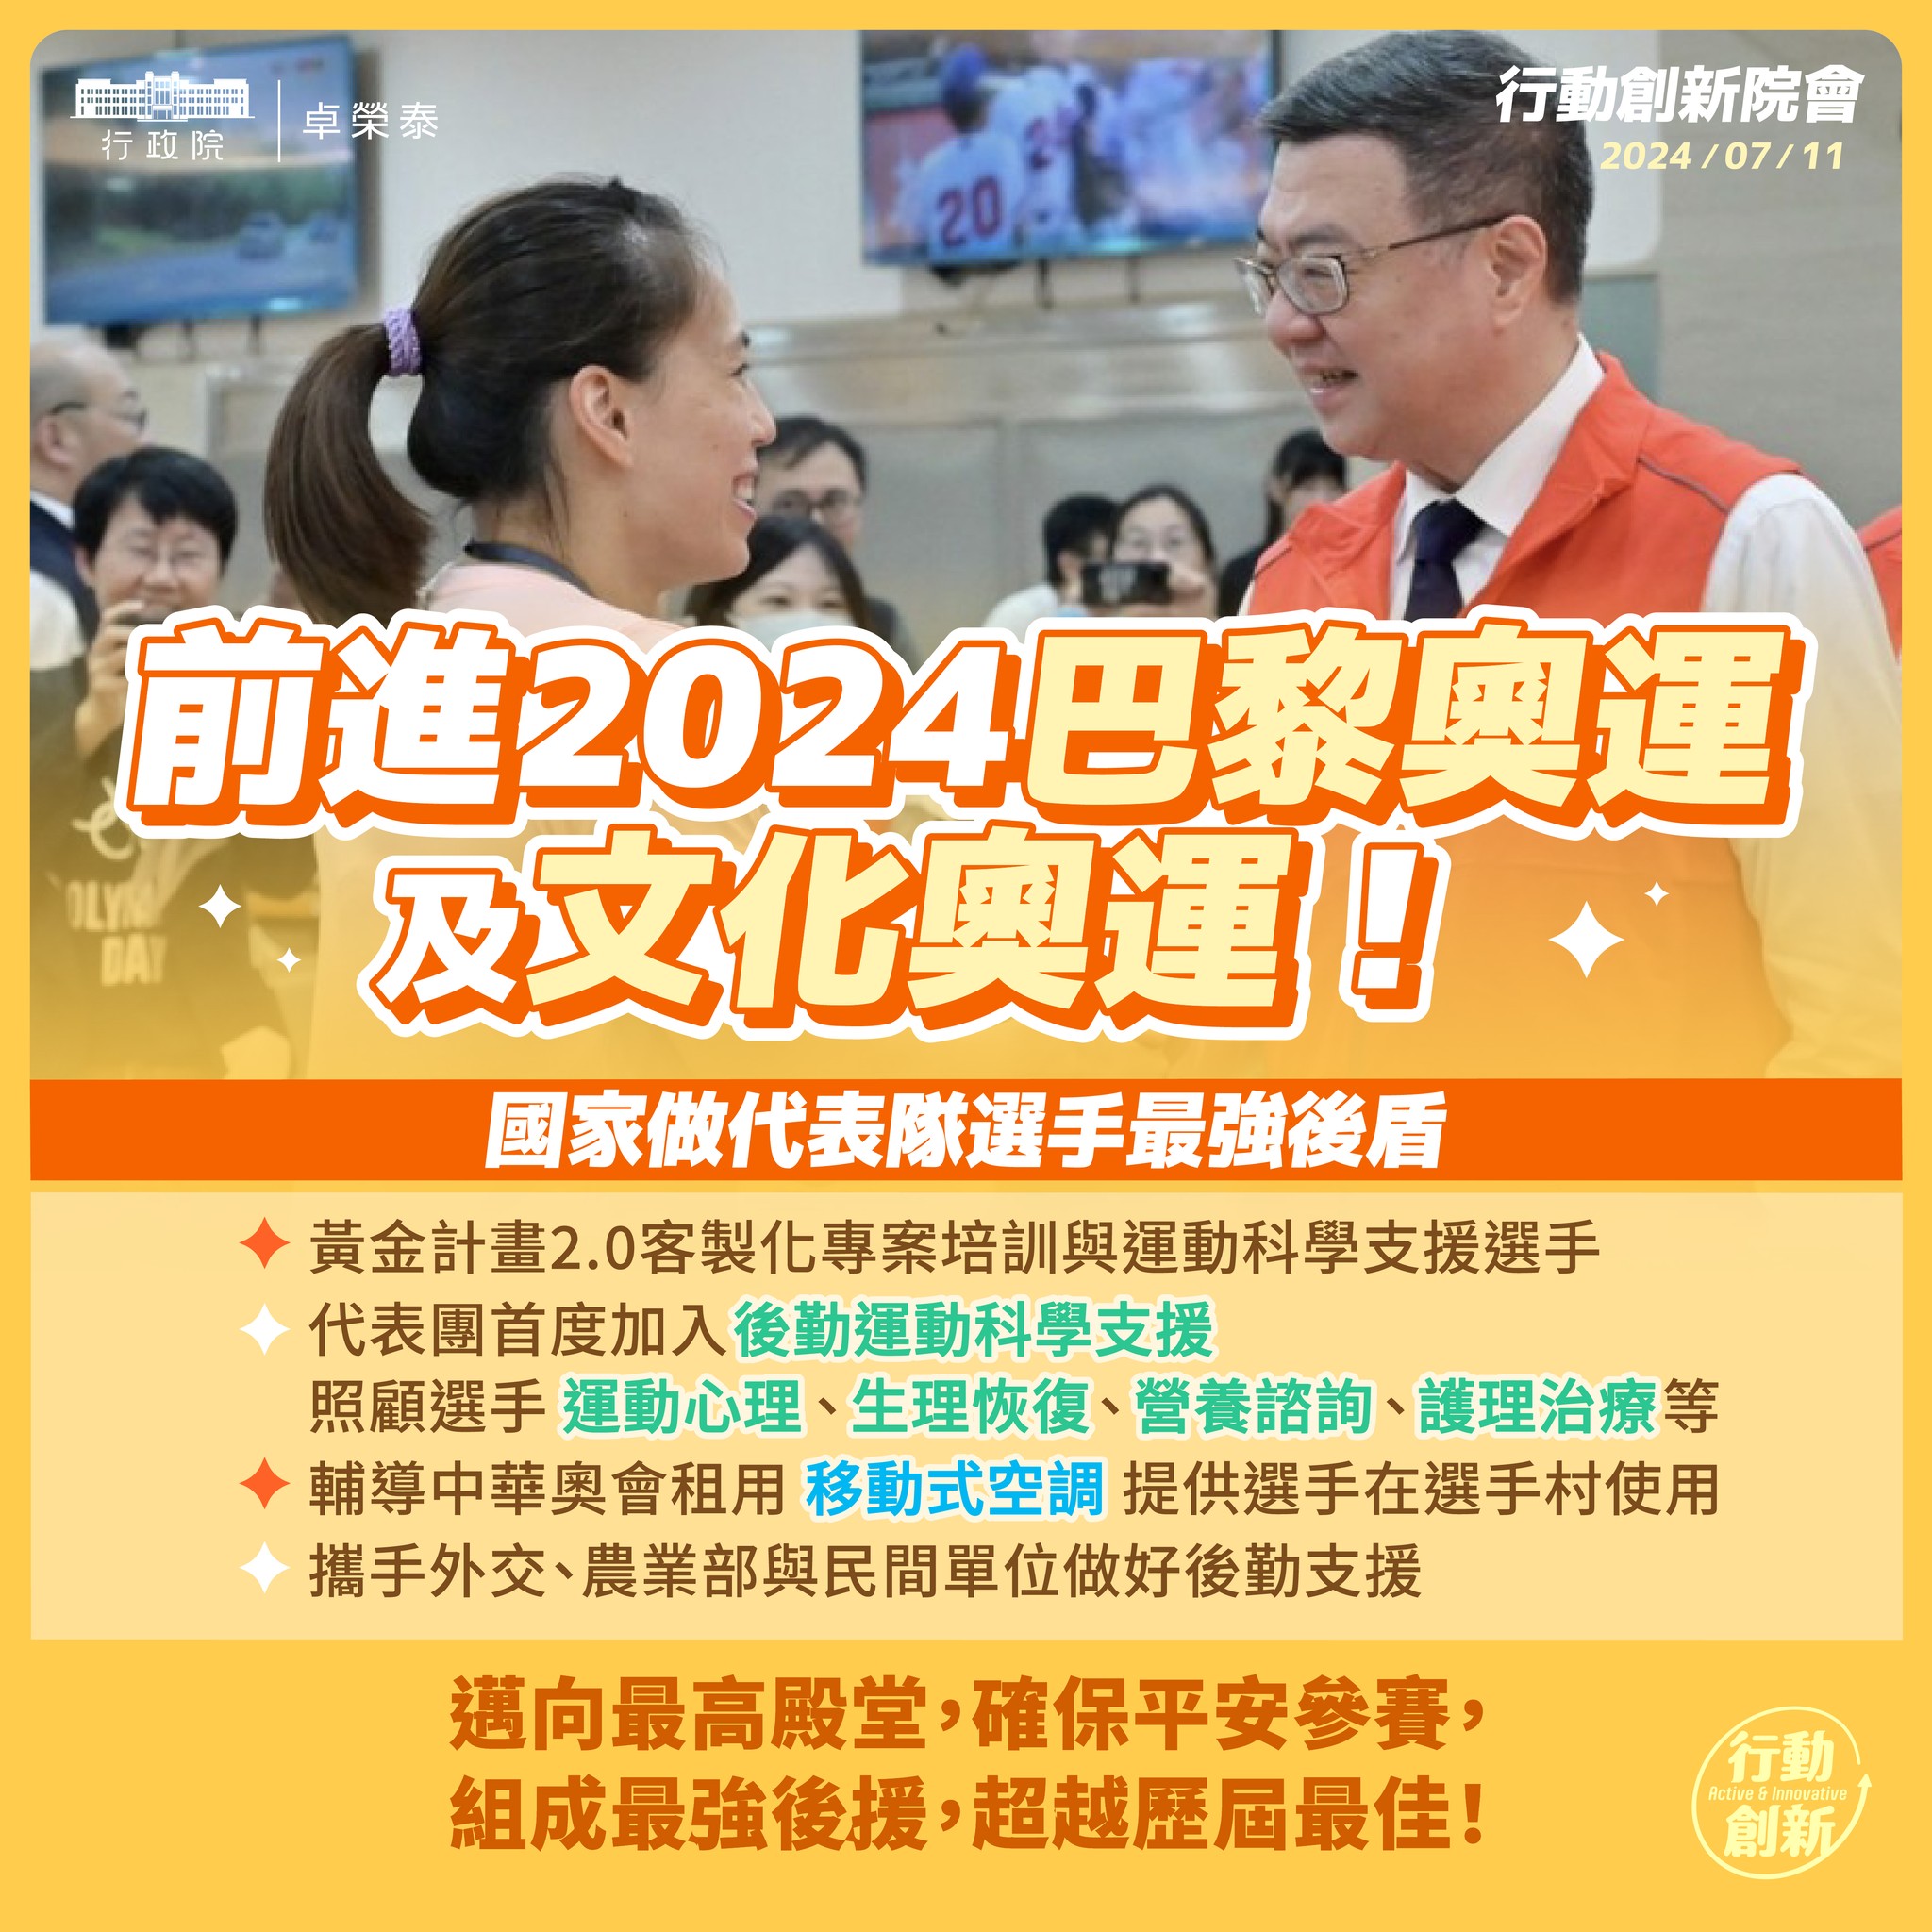 行政院
卓榮泰
行動創新院會
2024/07/11
20
OLYM
DAY
前進2024巴黎奧運
及文化奧運！
國家做代表隊選手最強後盾
黃金計畫2.0客製化專案培訓與運動科學支援選手
代表團首度加入後勤運動科學支援
照顧選手 運動心理、生理恢復、營養諮詢、護理治療等
輔導中華奧會租用 移動式空調 提供選手在選手村使用
攜手外交、農業部與民間單位做好後勤支援
邁向最高殿堂，確保平安參賽，
組成最強後援，超越歷屆最佳！
行動
Active & Innovative
創新